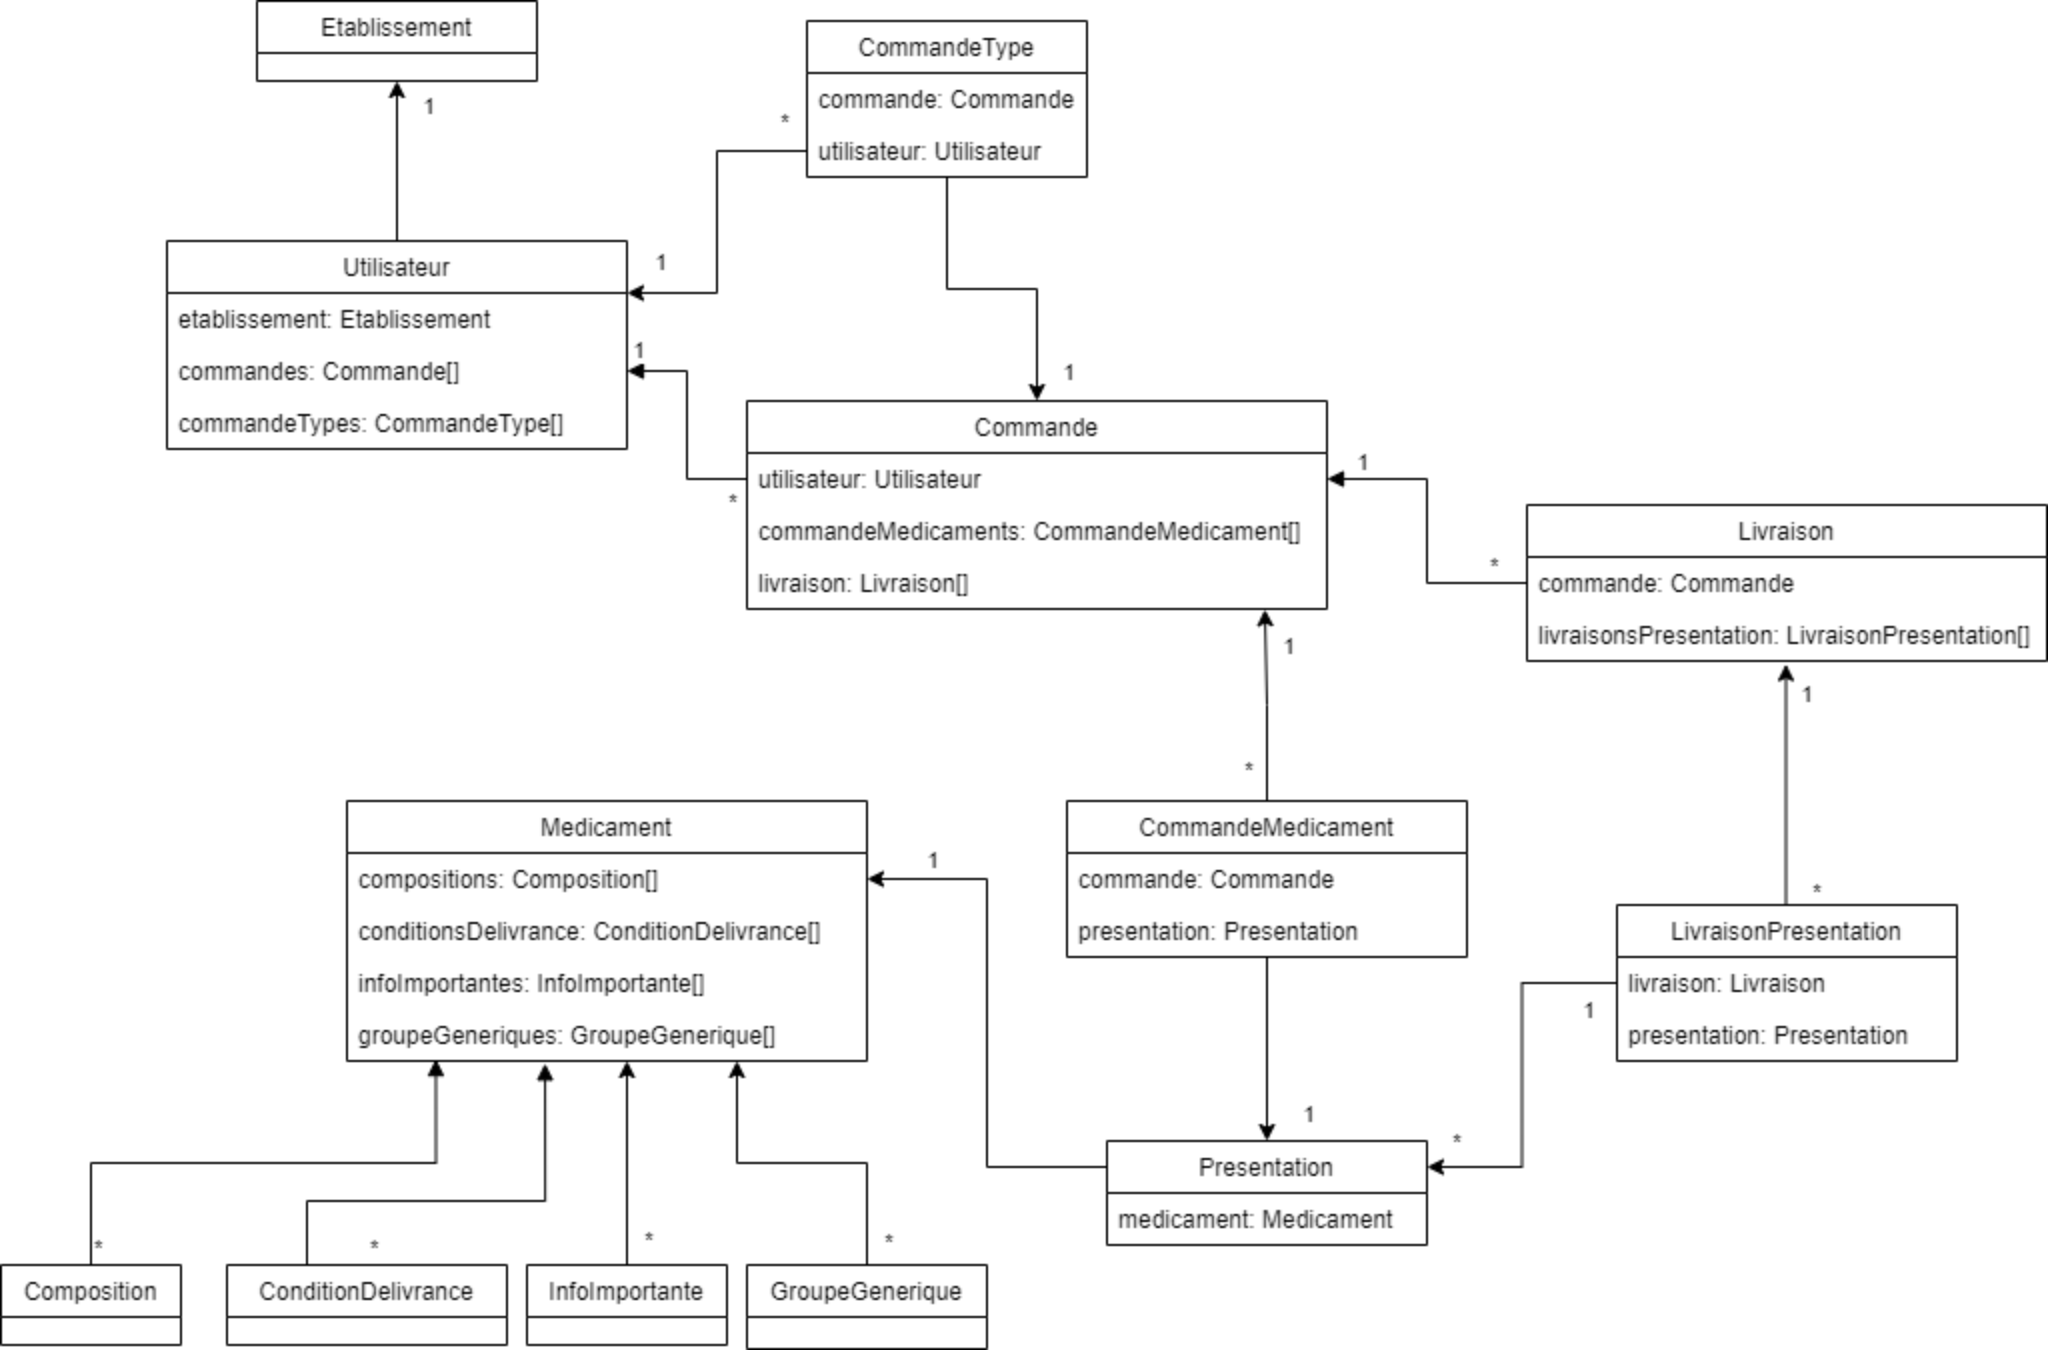 Etablissement
1
CommandeType
commande: Commande
utilisateur: Utilisateur
*
1
Utilisateur
etablissement: Etablissement
commandes: Commande[]
commandeTypes: CommandeType[]
1
*
1
Commande
utilisateur: Utilisateur
commandeMedicaments: CommandeMedicament[]
livraison: Livraison[]
1
*
Livraison
commande: Commande
livraisonsPresentation: LivraisonPresentation[]
1
*
1
*
Medicament
compositions: Composition[]
conditionsDelivrance: ConditionDelivrance[]
infoImportantes: InfoImportante[]
groupeGeneriques: GroupeGenerique[]
1
CommandeMedicament
commande: Commande
presentation: Presentation
LivraisonPresentation
livraison: Livraison
presentation: Presentation
1
1
*
Presentation
medicament: Medicament
*
*
*
*
Composition
ConditionDelivrance
InfoImportante
GroupeGenerique